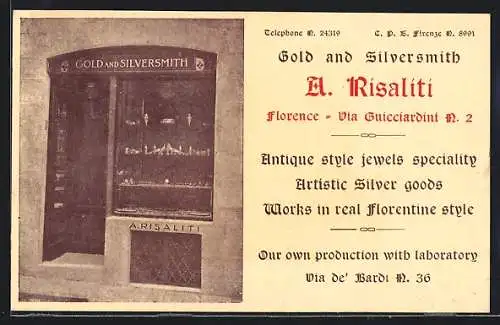 GOLD AND SILVERSMITH
A. RISALITI
Telephone N. 24319 C. P. E. Firenze N. 8991
Gold and Silversmith
A. Risaliti
Florence - Via Guicciardini N. 2
Antique style jewels speciality
Artistic Silver goods
Works in real Florentine style
Our own production with laboratory
Via de' Bardi N. 36